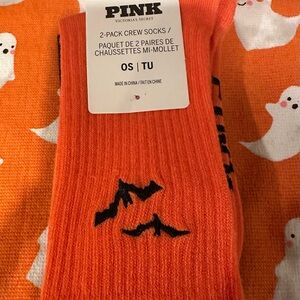 PINK
VICTORIA'S SECRET
2-PACK CREW SOCKS /
PAQUET DE 2 PAIRES DE
CHAUSSETTES MI-MOLLET
OS | TU
MADE IN CHINA / FAIT EN CHINE